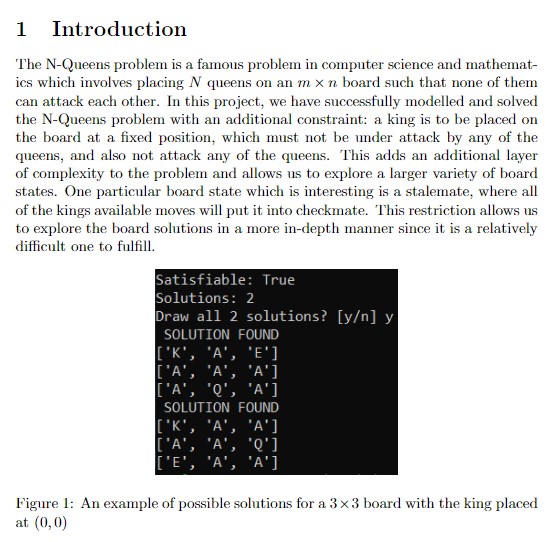 1 Introduction
The N-Queens problem is a famous problem in computer science and mathemat-
ics which involves placing N queens on an m × n board such that none of them
can attack each other. In this project, we have successfully modelled and solved
the N-Queens problem with an additional constraint: a king is to be placed on
the board at a fixed position, which must not be under attack by any of the
queens, and also not attack any of the queens. This adds an additional layer
of complexity to the problem and allows us to explore a larger variety of board
states. One particular board state which is interesting is a stalemate, where all
of the kings available moves will put it into checkmate. This restriction allows us
to explore the board solutions in a more in-depth manner since it is a relatively
difficult one to fulfill.
Satisfiable: True
Solutions: 2
Draw all 2 solutions? [y/n] y
SOLUTION FOUND
['K', 'A', 'E']
['A', 'A', 'A']
['A', 'Q', 'A']
SOLUTION FOUND
['K', 'A', 'A']
['A', 'A', 'Q']
['E', 'A', 'A']
Figure 1: An example of possible solutions for a 3×3 board with the king placed
at (0,0)